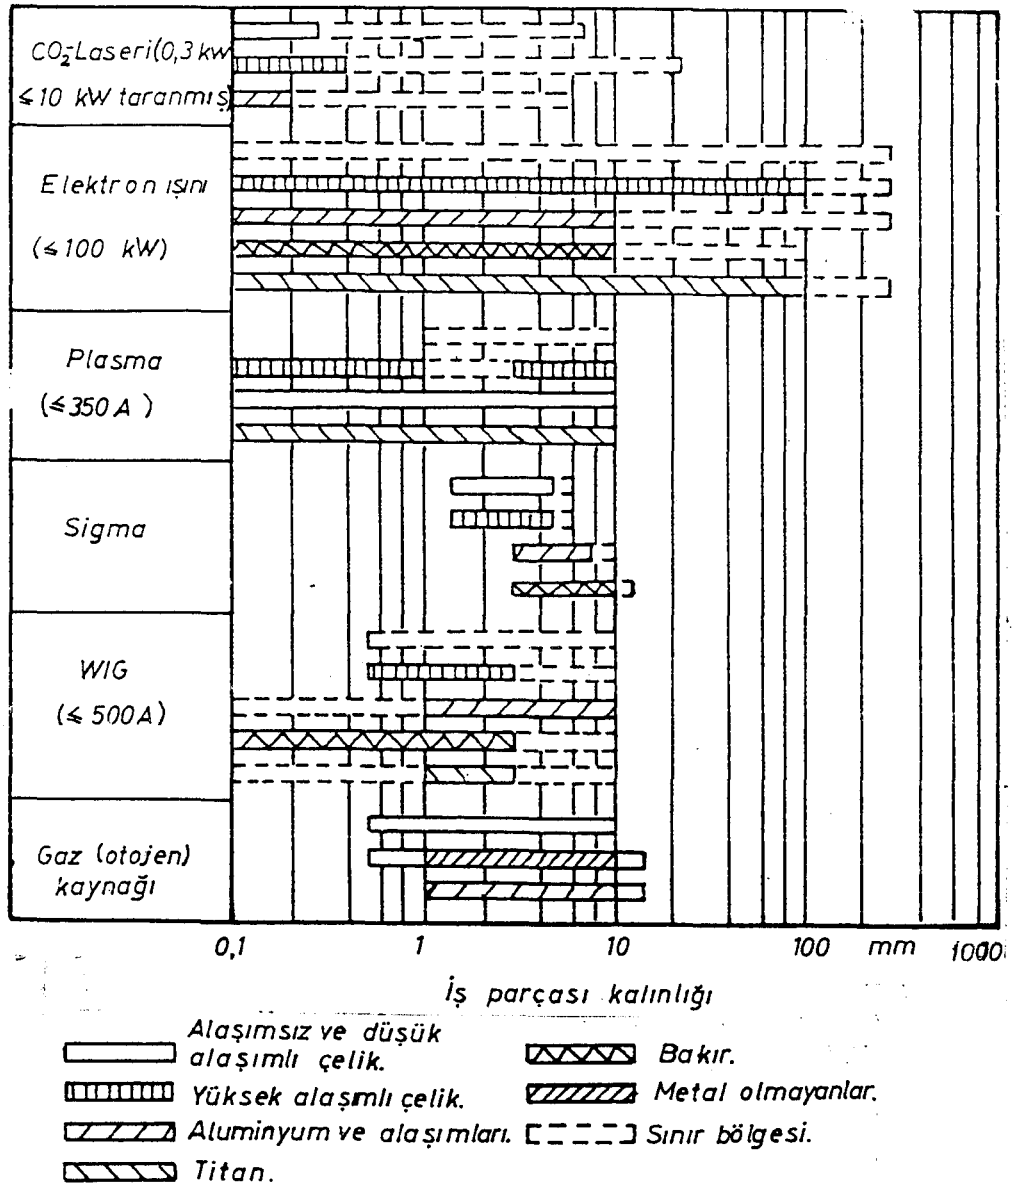 CO₂-Laseri(0,3 kw
≤10 kW taranmış)
Elektron ışını
(≤100 kW)
Plasma
(≤350 A )
Sigma
WIG
(≤ 500A)
Gaz (otojen)
kaynağı
0,1 1 10 100 mm 1000
İş parçası kalınlığı
Alaşımsız ve düşük
alaşımlı çelik.
Yüksek alaşımlı çelik.
Aluminyum ve alaşımları.
Titan.
Bakır.
Metal olmayanlar.
Sınır bölgesi.